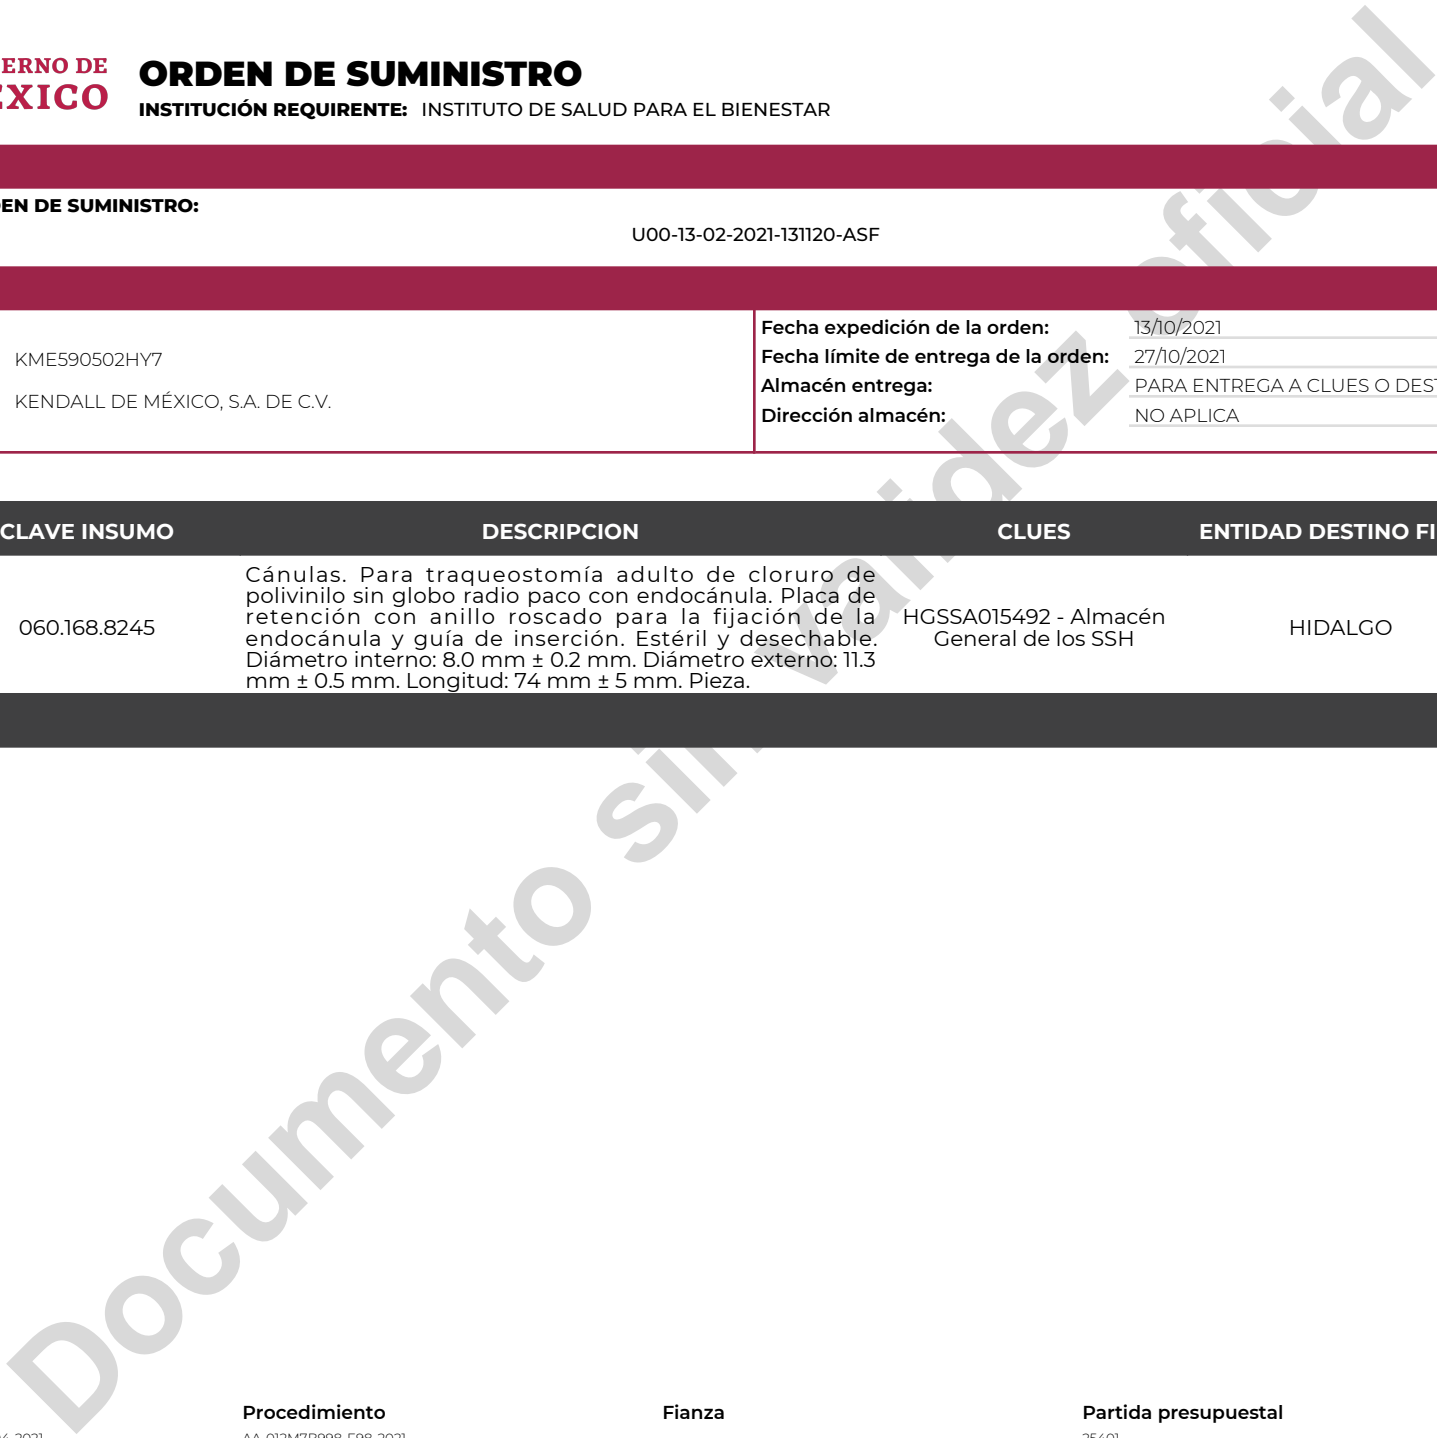 ERNO DE
ORDEN DE SUMINISTRO
INSTITUCIÓN REQUIRENTE: INSTITUTO DE SALUD PARA EL BIENESTAR
EN DE SUMINISTRO:
U00-13-02-2021-131120-ASF
KME590502HY7
KENDALL DE MÉXICO, S.A. DE C.V.
Fecha expedición de la orden: 13/10/2021
Fecha límite de entrega de la orden: 27/10/2021
Almacén entrega: PARA ENTREGA A CLUES O DEST
Dirección almacén: NO APLICA
CLAVE INSUMO DESCRIPCION CLUES ENTIDAD DESTINO FI
060.168.8245
Cánulas. Para traqueostomía adulto de cloruro de
polivinilo sin globo radio paco con endocánula. Placa de
retención con anillo roscado para la fijación de la
endocánula y guía de inserción. Estéril y desechable.
Diámetro interno: 8.0 mm ± 0.2 mm. Diámetro externo: 11.3
mm ± 0.5 mm. Longitud: 74 mm ± 5 mm. Pieza.
HGSSA015492 - Almacén
General de los SSH
HIDALGO
Documento sin validez oficial
Procedimiento Fianza Partida presupuestal